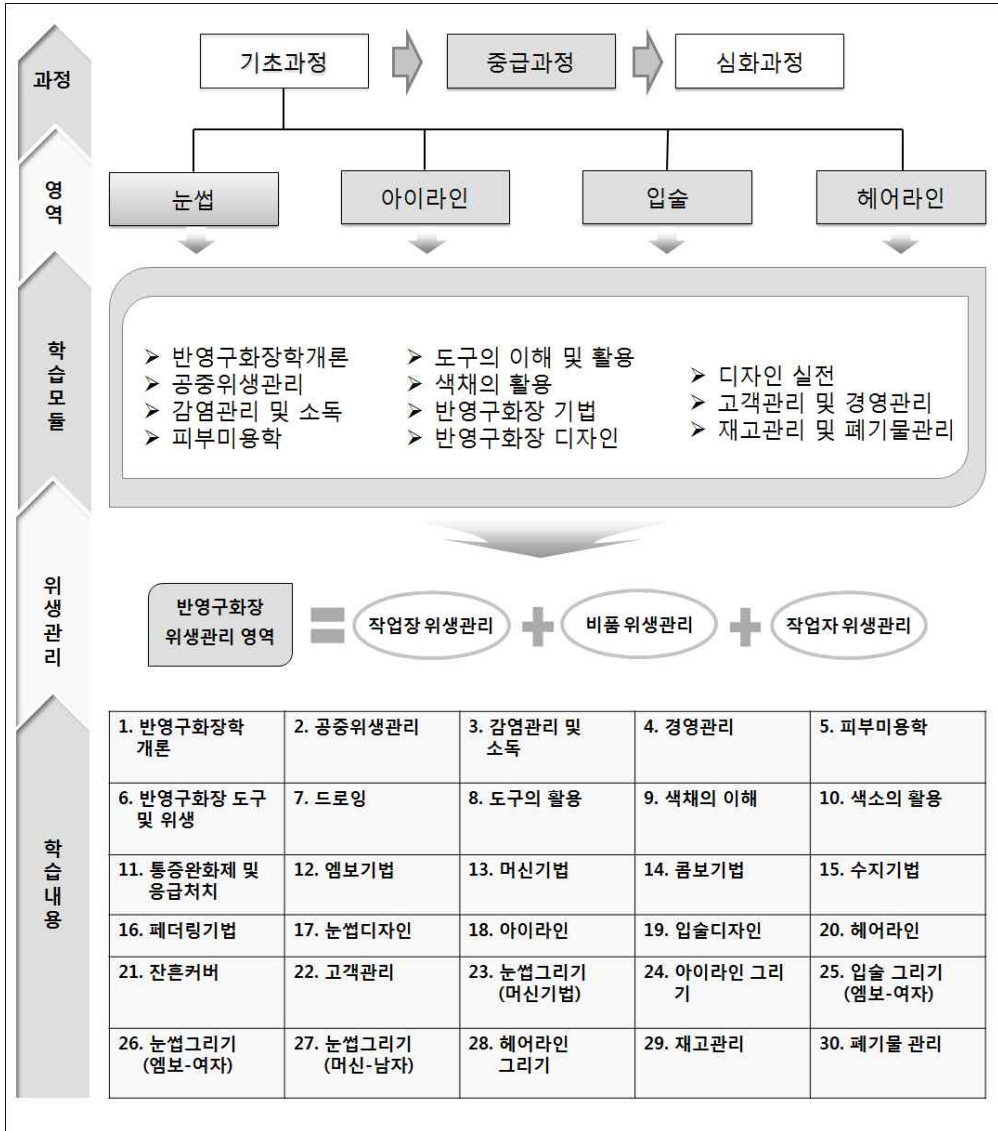 과정
기초과정
중급과정
심화과정
영역
눈썹
아이라인
입술
헤어라인
학습모듈
➢ 반영구화장학개론
➢ 공중위생관리
➢ 감염관리 및 소독
➢ 피부미용학
➢ 도구의 이해 및 활용
➢ 색채의 활용
➢ 반영구화장 기법
➢ 반영구화장 디자인
➢ 디자인 실전
➢ 고객관리 및 경영관리
➢ 재고관리 및 폐기물관리
위생관리
반영구화장
위생관리 영역
=
작업장 위생관리
+
비품 위생관리
+
작업자 위생관리
학습내용
1. 반영구화장학
개론
2. 공중위생관리
3. 감염관리 및
소독
4. 경영관리
5. 피부미용학
6. 반영구화장 도구
및 위생
7. 드로잉
8. 도구의 활용
9. 색채의 이해
10. 색소의 활용
11. 통증완화제 및
응급처치
12. 엠보기법
13. 머신기법
14. 콤보기법
15. 수지기법
16. 페더링기법
17. 눈썹디자인
18. 아이라인
19. 입술디자인
20. 헤어라인
21. 잔흔커버
22. 고객관리
23. 눈썹그리기
(머신기법)
24. 아이라인 그리
기
25. 입술 그리기
(엠보-여자)
26. 눈썹그리기
(엠보-여자)
27. 눈썹그리기
(머신-남자)
28. 헤어라인
그리기
29. 재고관리
30. 폐기물 관리